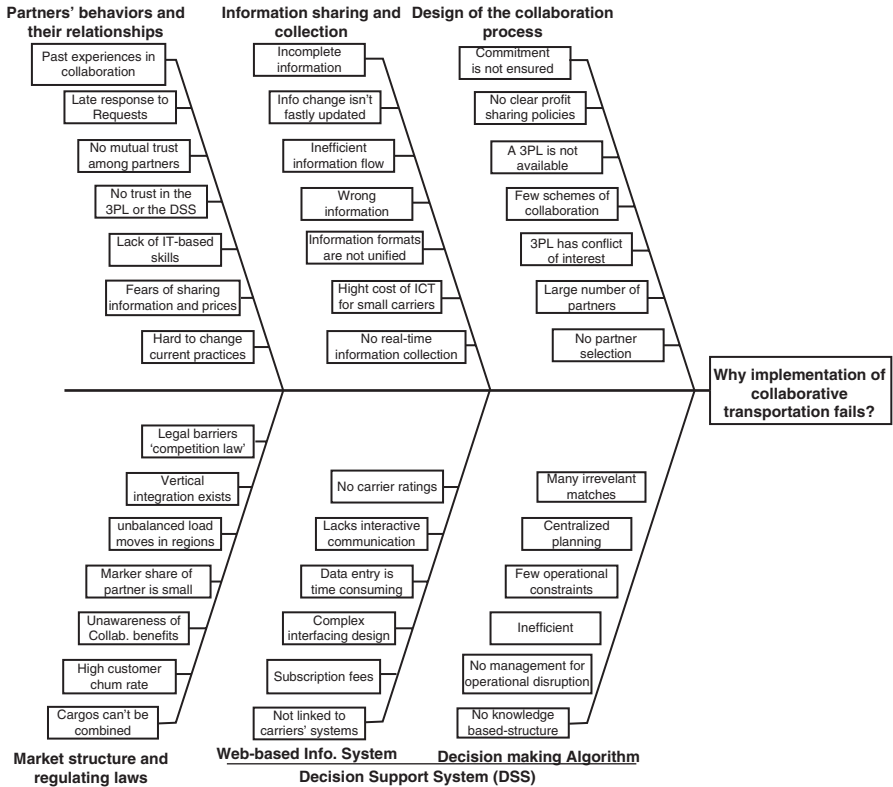 Partners’ behaviors and
their relationships
Past experiences in
collaboration
Late response to
Requests
No mutual trust
among partners
No trust in the
3PL or the DSS
Lack of IT-based
skills
Fears of sharing
information and prices
Hard to change
current practices
Information sharing and
collection
Incomplete
information
Info change isn’t
fastly updated
Inefficient
information flow
Wrong
information
Information formats
are not unified
Hight cost of ICT
for small carriers
No real-time
information collection
Design of the collaboration
process
Commitment
is not ensured
No clear profit
sharing policies
A 3PL is not
available
Few schemes of
collaboration
3PL has conflict
of interest
Large number of
partners
No partner
selection
Why implementation of
collaborative
transportation fails?
Legal barriers
‘competition law’
Vertical
integration exists
unbalanced load
moves in regions
Marker share of
partner is small
Unawareness of
Collab. benefits
High customer
chum rate
Cargos can’t be
combined
Market structure and
regulating laws
No carrier ratings
Lacks interactive
communication
Data entry is
time consuming
Complex
interfacing design
Subscription fees
Not linked to
carriers’ systems
Web-based Info. System
Many irrevelant
matches
Centralized
planning
Few operational
constraints
Inefficient
No management for
operational disruption
No knowledge
based-structure
Decision making Algorithm
Decision Support System (DSS)